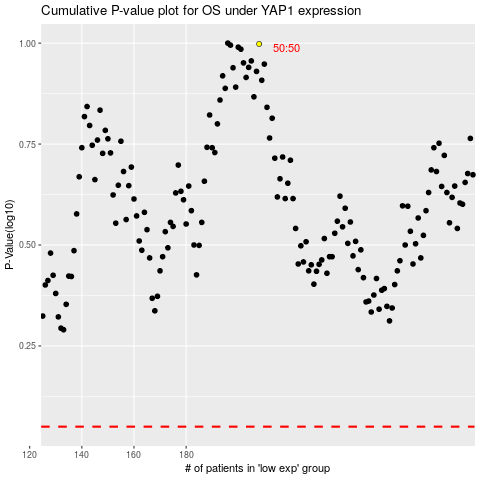 Cumulative P-value plot for OS under YAP1 expression
1.00
50:50
0.75
P-Value(log10)
0.50
0.25
120 140 160 180
# of patients in 'low exp' group